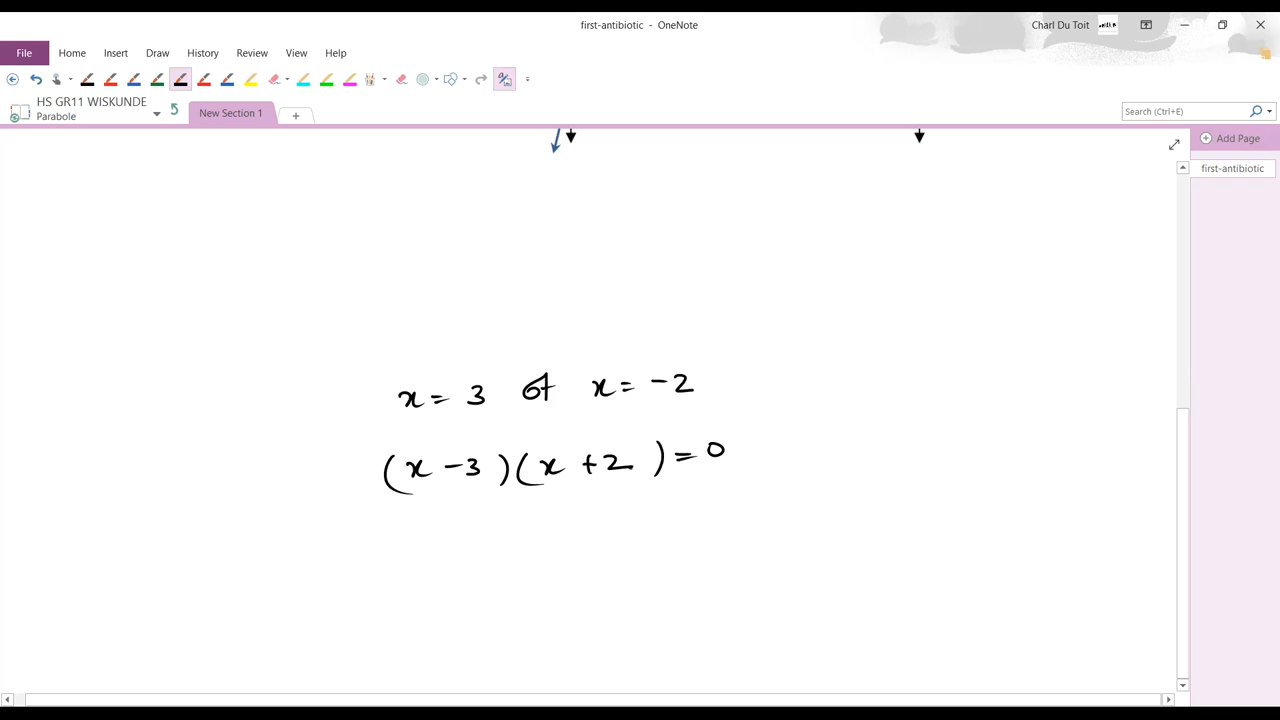 first-antibiotic - OneNote
Charl Du Toit
File Home Insert Draw History Review View Help
HS GR11 WISKUNDE
Parabole
New Section 1
+
Search (Ctrl+E)
Add Page
first-antibiotic
x = 3 of x = -2
(x - 3)(x + 2) = 0